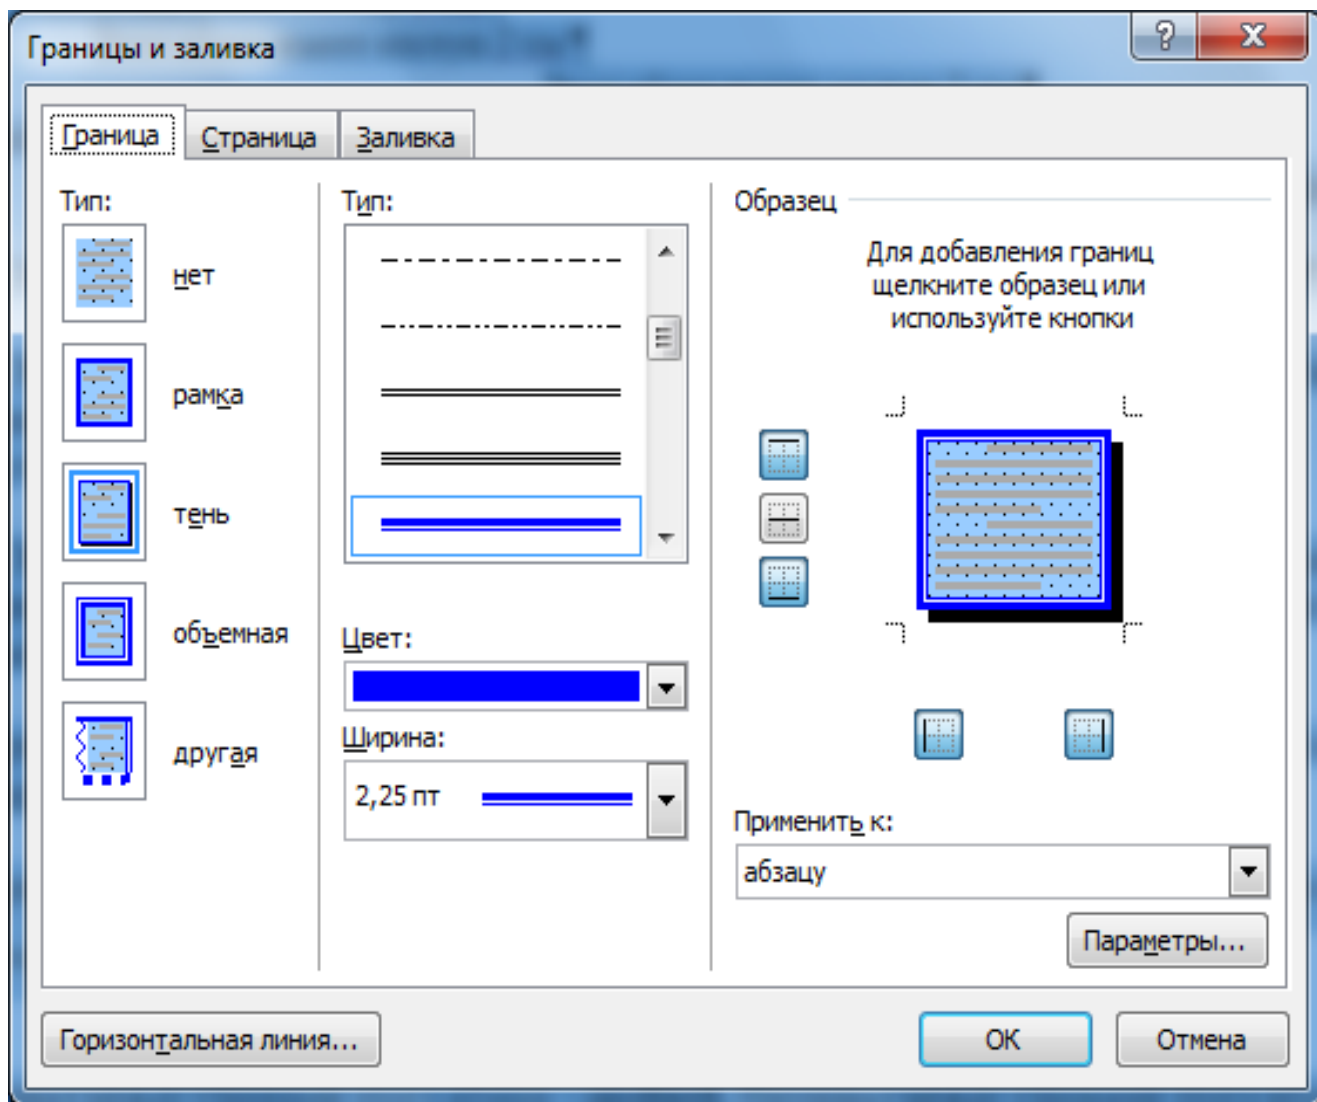 Границы и заливка
Граница
Страница
Заливка
Тип:
нет
рамка
тень
объемная
другая
Тип:
Цвет:
Ширина:
2,25 пт
Образец
Для добавления границ
щелкните образец или
используйте кнопки
Применить к:
абзацу
Параметры...
Горизонтальная линия...
ОК
Отмена